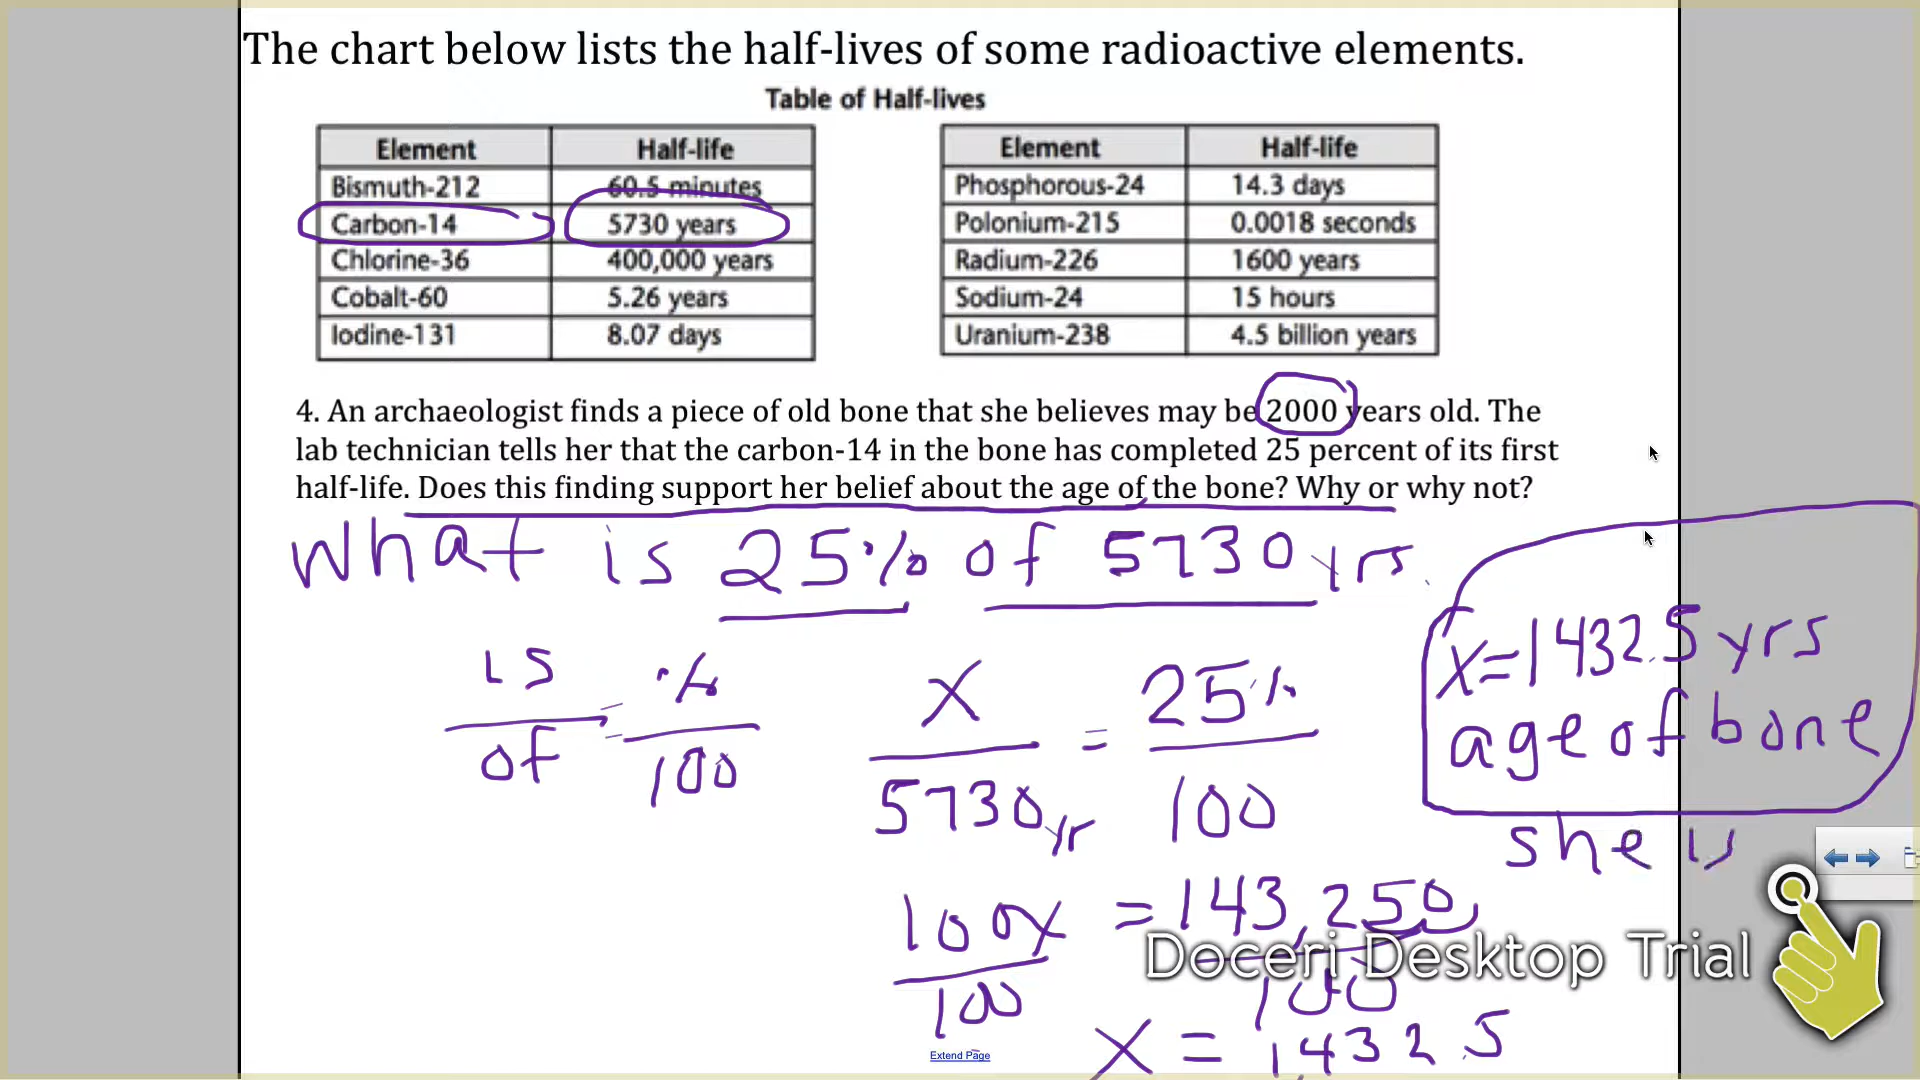 The chart below lists the half-lives of some radioactive elements.
Table of Half-lives
Element Half-life
Bismuth-212 60.5 minutes
Carbon-14 5730 years
Chlorine-36 400,000 years
Cobalt-60 5.26 years
Iodine-131 8.07 days
Element Half-life
Phosphorous-24 14.3 days
Polonium-215 0.0018 seconds
Radium-226 1600 years
Sodium-24 15 hours
Uranium-238 4.5 billion years
4. An archaeologist finds a piece of old bone that she believes may be 2000 years old. The
lab technician tells her that the carbon-14 in the bone has completed 25 percent of its first
half-life. Does this finding support her belief about the age of the bone? Why or why not?
What is 25% of 5730 yrs.
is = %
of 100
x = 25%
5730 yr 100
x=1432.5 yrs
age of bone
she is
100x = 143,250
100 100
x = 1,432.5
Doceri Desktop Trial
Extend Page